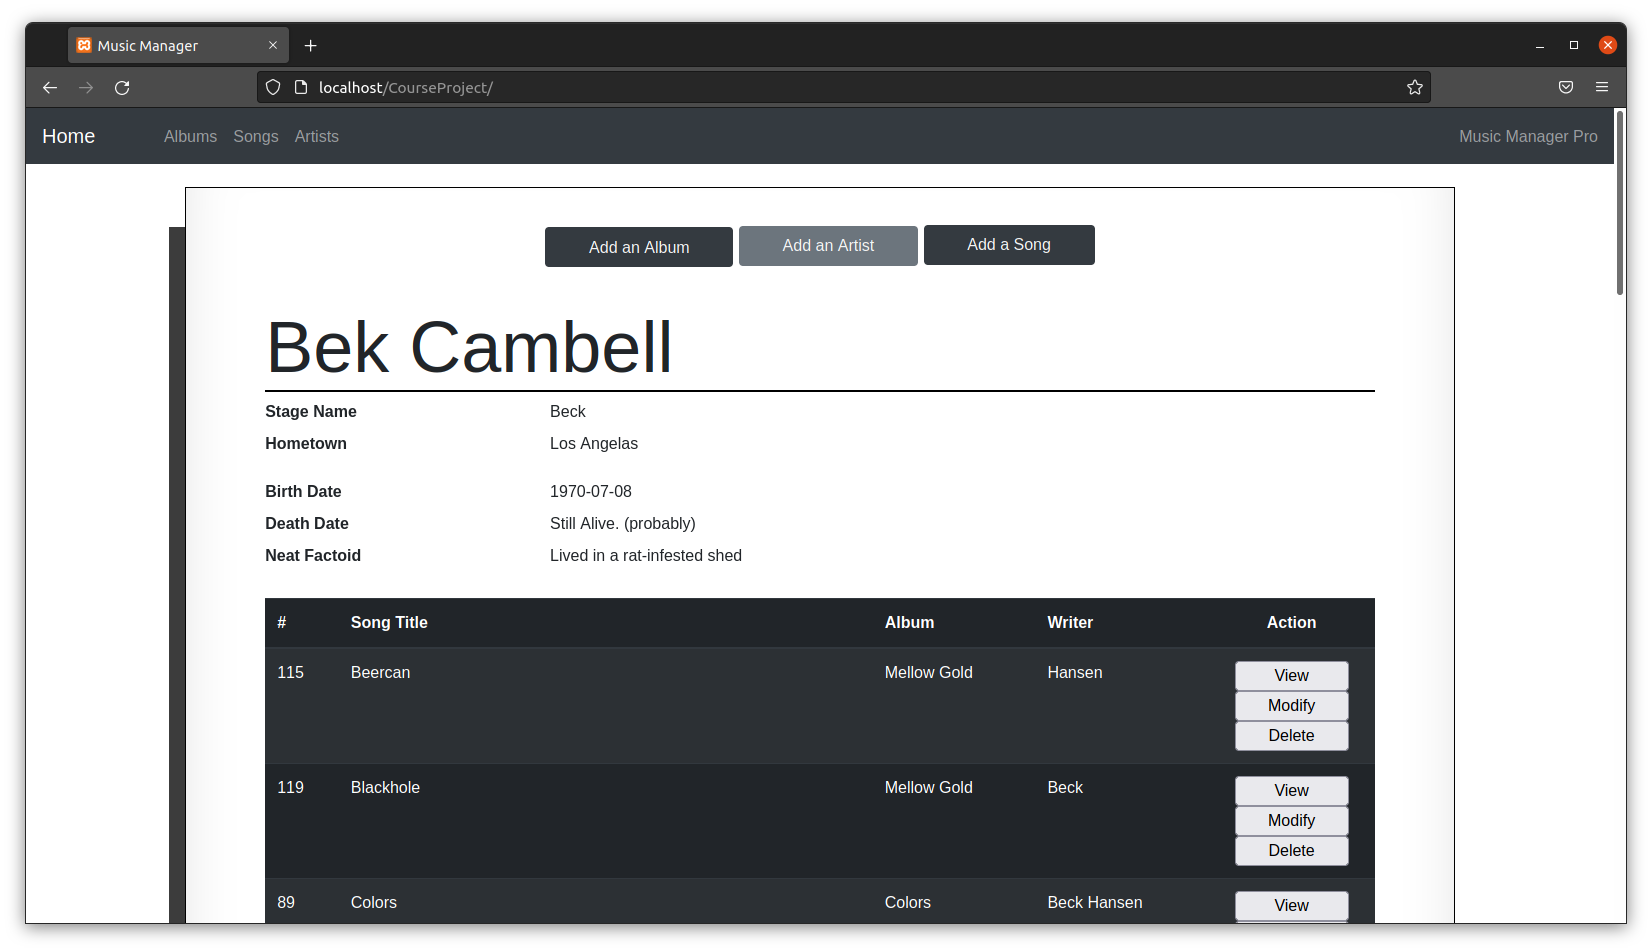 Music Manager
localhost/CourseProject/
Home Albums Songs Artists Music Manager Pro
Add an Album Add an Artist Add a Song
Bek Cambell
Stage Name Beck
Hometown Los Angelas
Birth Date 1970-07-08
Death Date Still Alive. (probably)
Neat Factoid Lived in a rat-infested shed
# Song Title Album Writer Action
115 Beercan Mellow Gold Hansen View
Modify
Delete
119 Blackhole Mellow Gold Beck View
Modify
Delete
89 Colors Colors Beck Hansen View